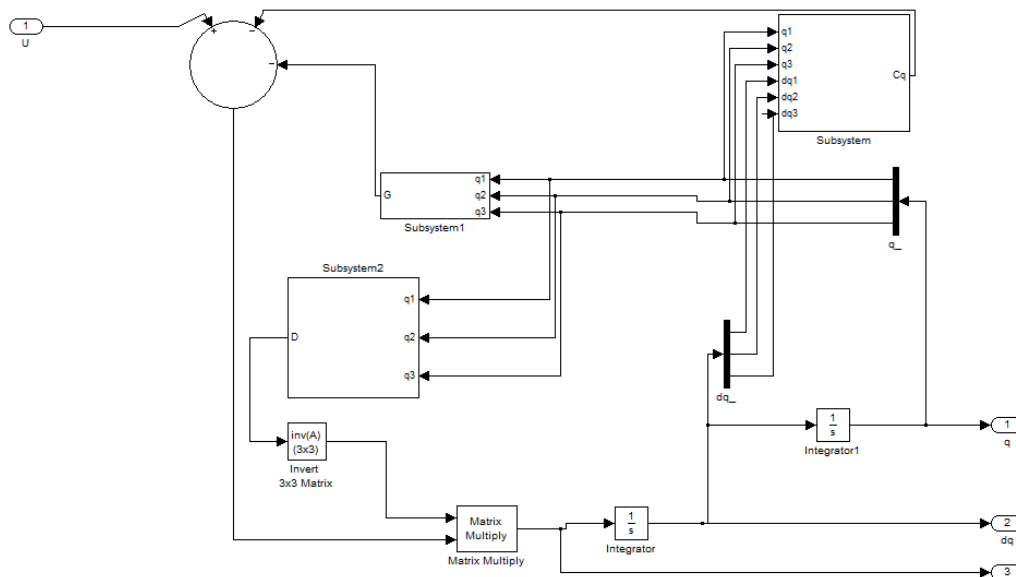 1
U
+
−
−
q1
q2
q3
dq1
dq2
dq3
Cq
Subsystem
G
q1
q2
q3
Subsystem1
q_
Subsystem2
D
q1
q2
q3
dq_
inv(A)
(3x3)
Invert
3x3 Matrix
1
s
Integrator1
1
q
Matrix
Multiply
Matrix Multiply
1
s
Integrator
2
dq
3